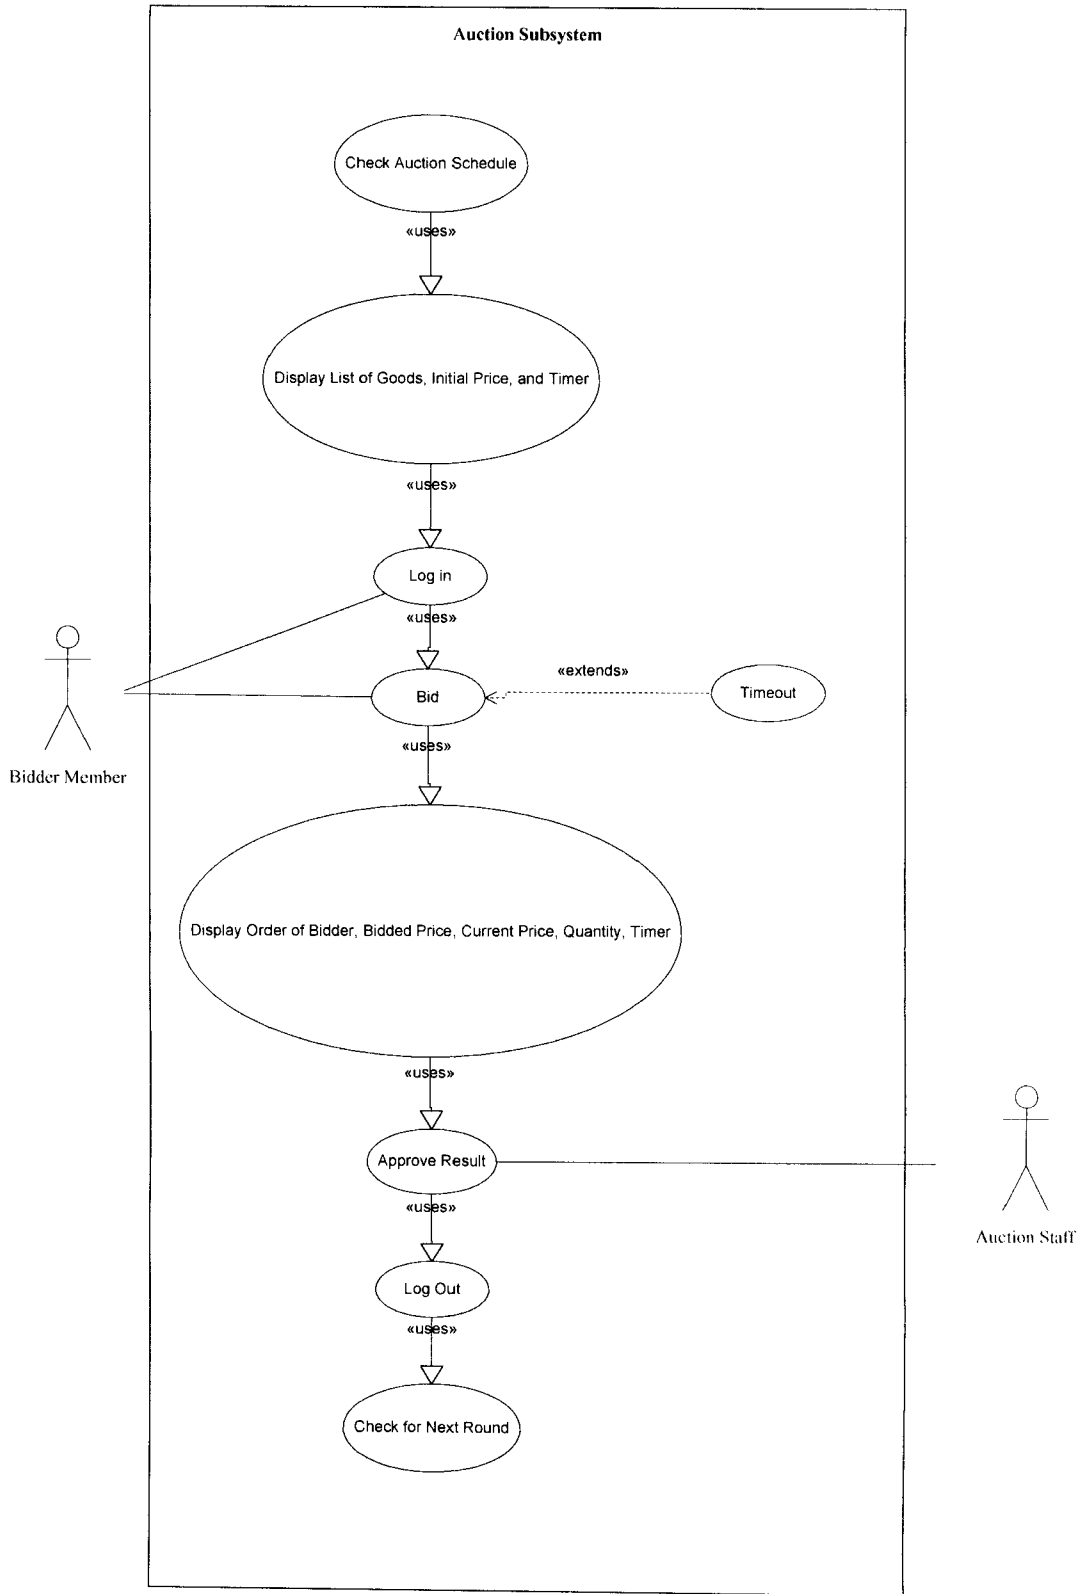 Auction Subsystem
Check Auction Schedule
«uses»
Display List of Goods, Initial Price, and Timer
«uses»
Log in
«uses»
«extends»
Bid
Timeout
«uses»
Bidder Member
Display Order of Bidder, Bidded Price, Current Price, Quantity, Timer
«uses»
Approve Result
«uses»
Auction Staff
Log Out
«uses»
Check for Next Round